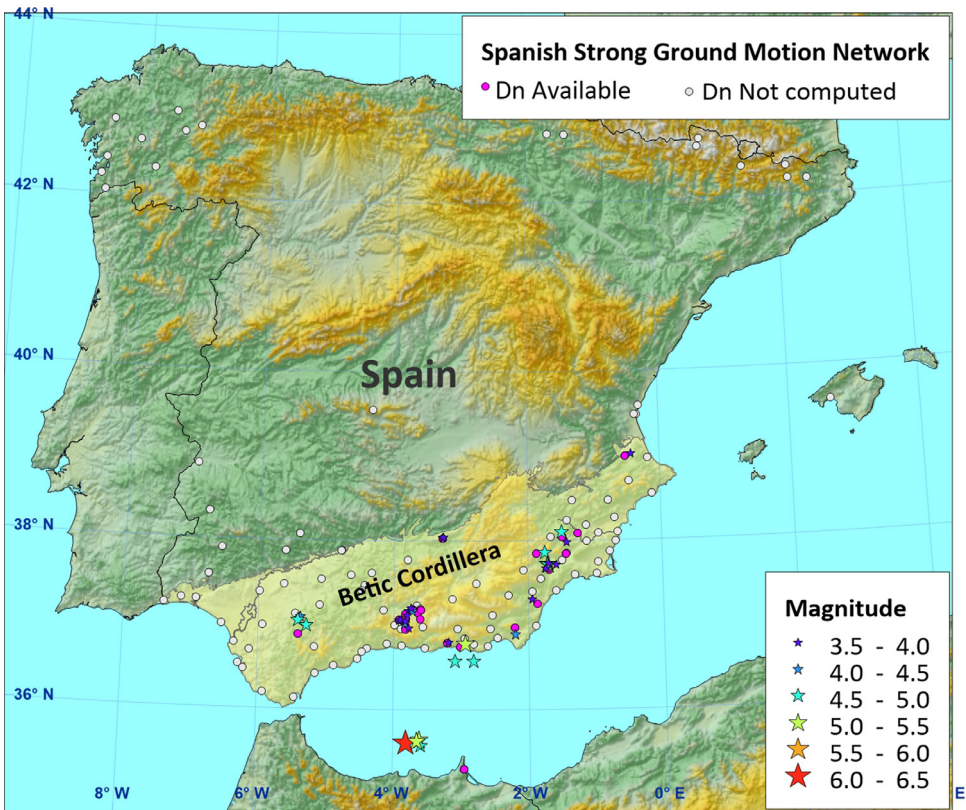 44° N
Spanish Strong Ground Motion Network
Dn Available
Dn Not computed
42° N
40° N
Spain
38° N
Betic Cordillera
36° N
Magnitude
3.5 - 4.0
4.0 - 4.5
4.5 - 5.0
5.0 - 5.5
5.5 - 6.0
6.0 - 6.5
8° W
6° W
4° W
2° W
0° E
E